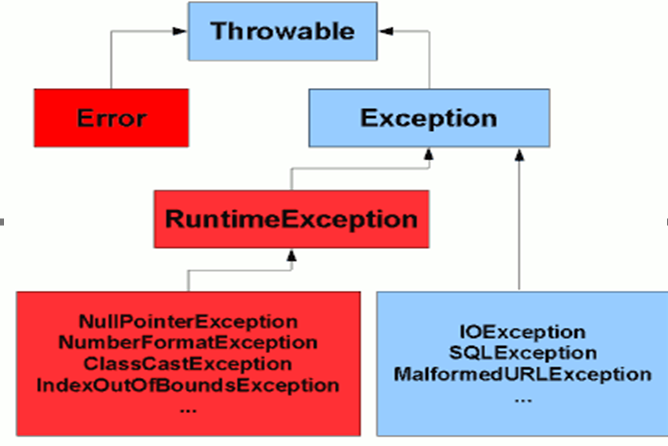 Throwable
Error
Exception
RuntimeException
NullPointerException
NumberFormatException
ClassCastException
IndexOutOfBoundsException
...
IOException
SQLException
MalformedURLException
...